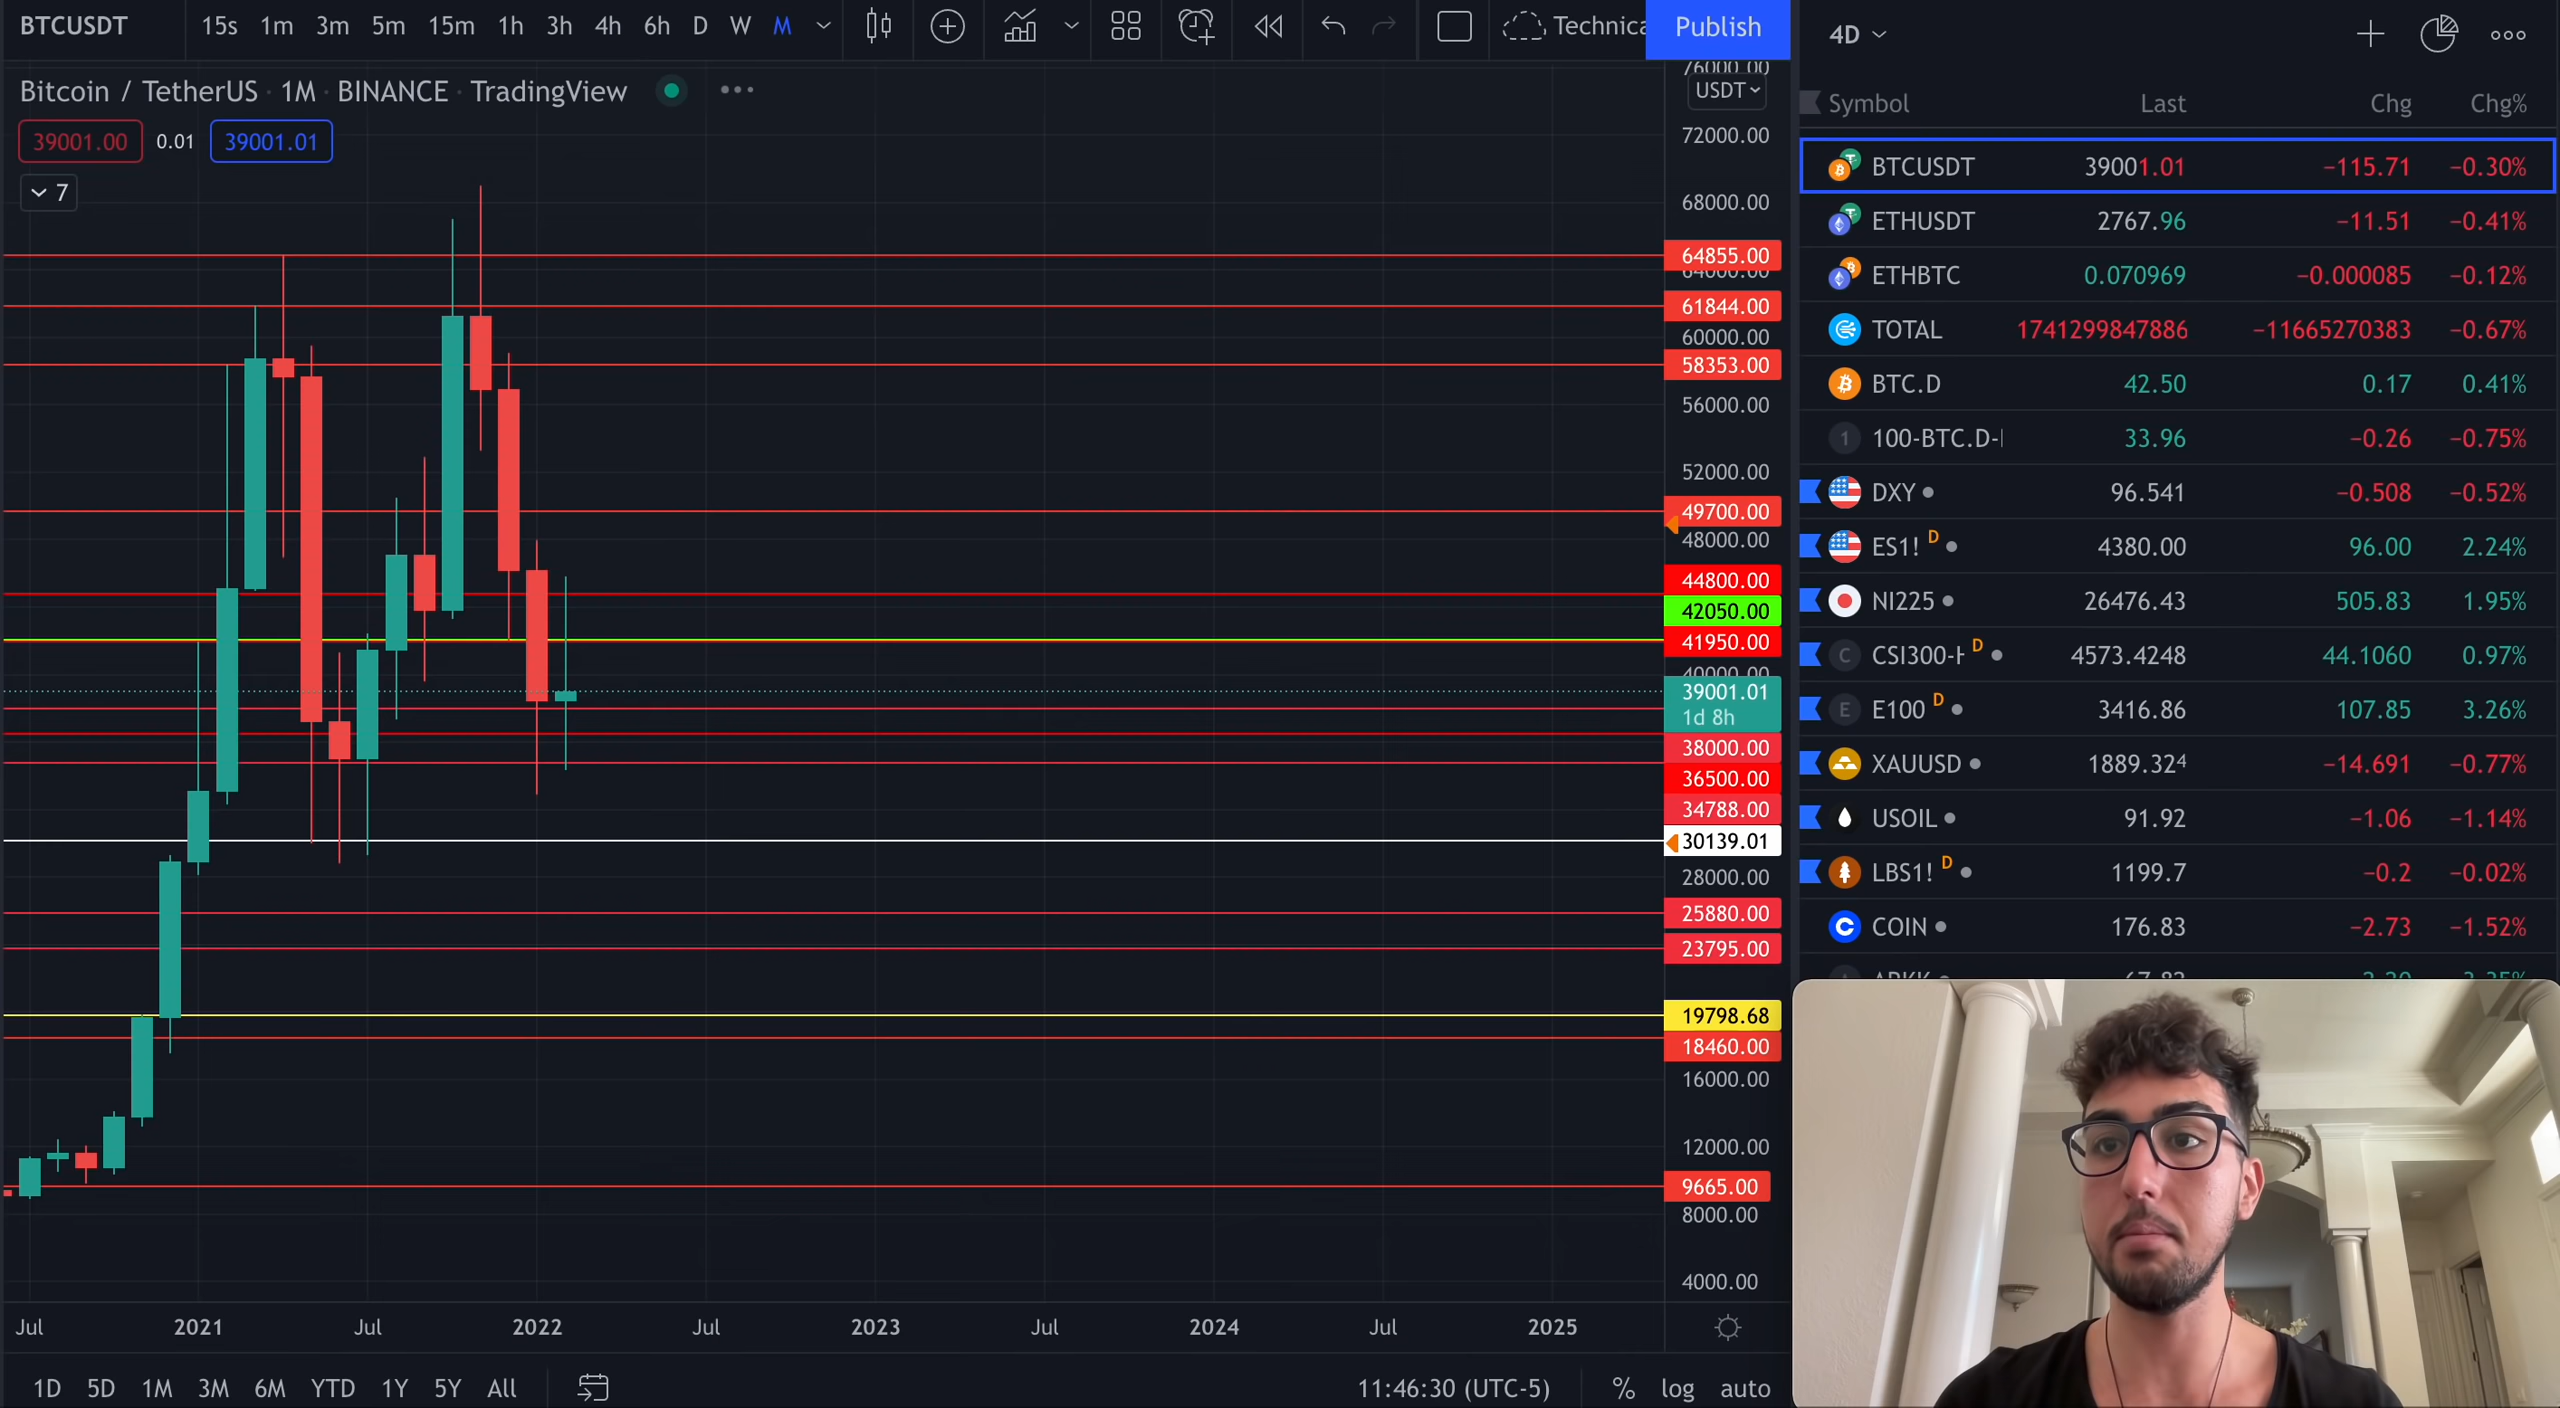 BTCUSDT 15s 1m 3m 5m 15m 1h 3h 4h 6h D W M Technica Publish
Bitcoin / TetherUS · 1M · BINANCE · TradingView
39001.00 0.01 39001.01
7
76000.00
USDT
72000.00
68000.00
64855.00
64000.00
61844.00
60000.00
58353.00
56000.00
52000.00
49700.00
48000.00
44800.00
42050.00
41950.00
40000.00
39001.01
1d 8h
38000.00
36500.00
34788.00
30139.01
28000.00
25880.00
23795.00
19798.68
18460.00
16000.00
12000.00
9665.00
8000.00
4000.00
Jul 2021 Jul 2022 Jul 2023 Jul 2024 Jul 2025
1D 5D 1M 3M 6M YTD 1Y 5Y All 11:46:30 (UTC-5) % log auto
4D
Symbol Last Chg Chg%
BTCUSDT 39001.01 −115.71 −0.30%
ETHUSDT 2767.96 −11.51 −0.41%
ETHBTC 0.070969 −0.000085 −0.12%
TOTAL 1741299847886 −11665270383 −0.67%
BTC.D 42.50 0.17 0.41%
1 100-BTC.D- 33.96 −0.26 −0.75%
DXY 96.541 −0.508 −0.52%
ES1! D 4380.00 96.00 2.24%
NI225 26476.43 505.83 1.95%
C CSI300- D 4573.4248 44.1060 0.97%
E E100 D 3416.86 107.85 3.26%
XAUUSD 1889.324 −14.691 −0.77%
USOIL 91.92 −1.06 −1.14%
LBS1! D 1199.7 −0.2 −0.02%
COIN 176.83 −2.73 −1.52%